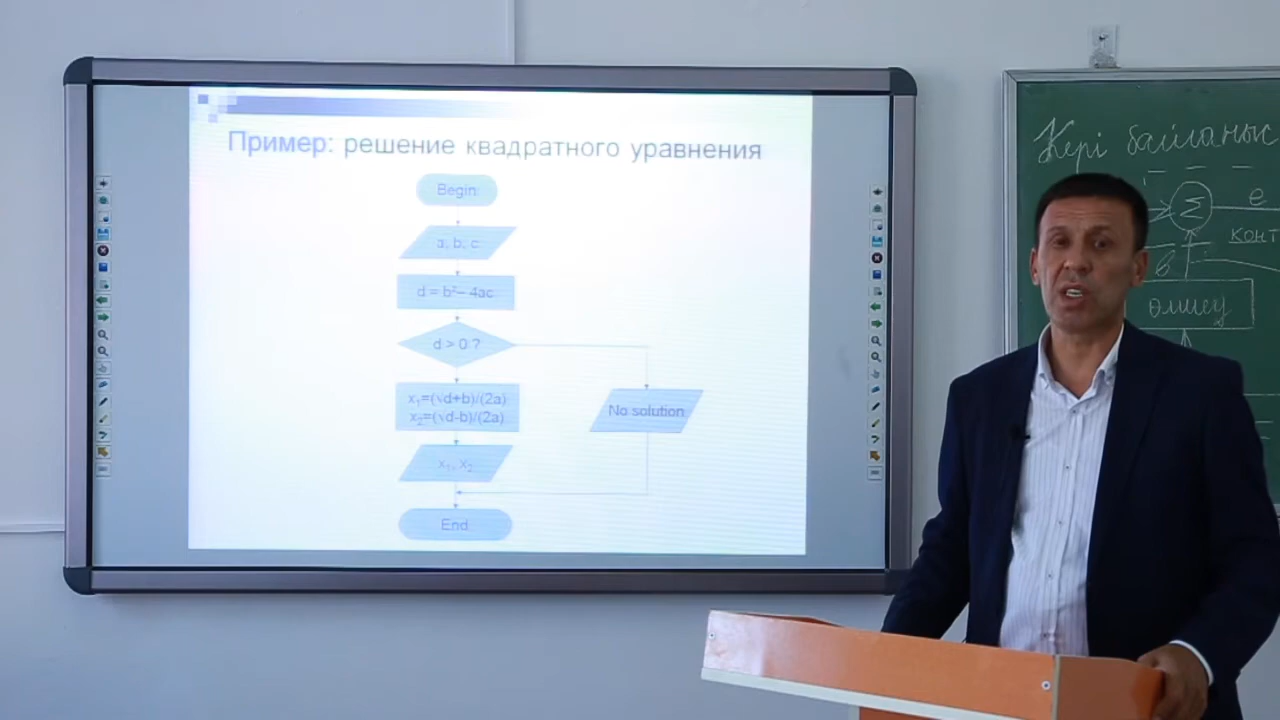 Пример: решение квадратного уравнения
Begin
a, b, c
d = b²– 4ac
d > 0 ?
x₁=(√d+b)/(2a)
x₂=(√d-b)/(2a)
No solution
x₁, x₂
End
Кері байланыс
Σ
e
конт
в
өлшеу